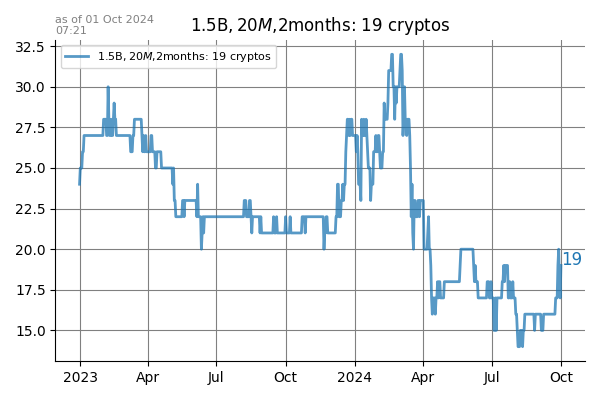 as of 01 Oct 2024
07:21
1.5B, 20M,2months: 19 cryptos
1.5B, 20M,2months: 19 cryptos
32.5
30.0
27.5
25.0
22.5
20.0
17.5
15.0
19
2023 Apr Jul Oct 2024 Apr Jul Oct